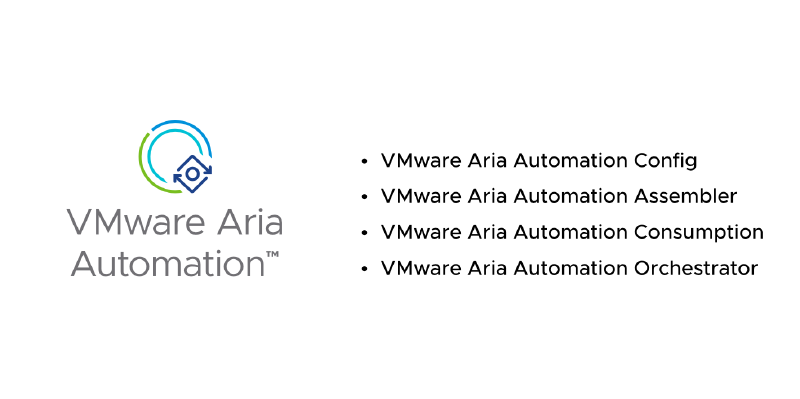 VMware Aria
Automation™
• VMware Aria Automation Config
• VMware Aria Automation Assembler
• VMware Aria Automation Consumption
• VMware Aria Automation Orchestrator